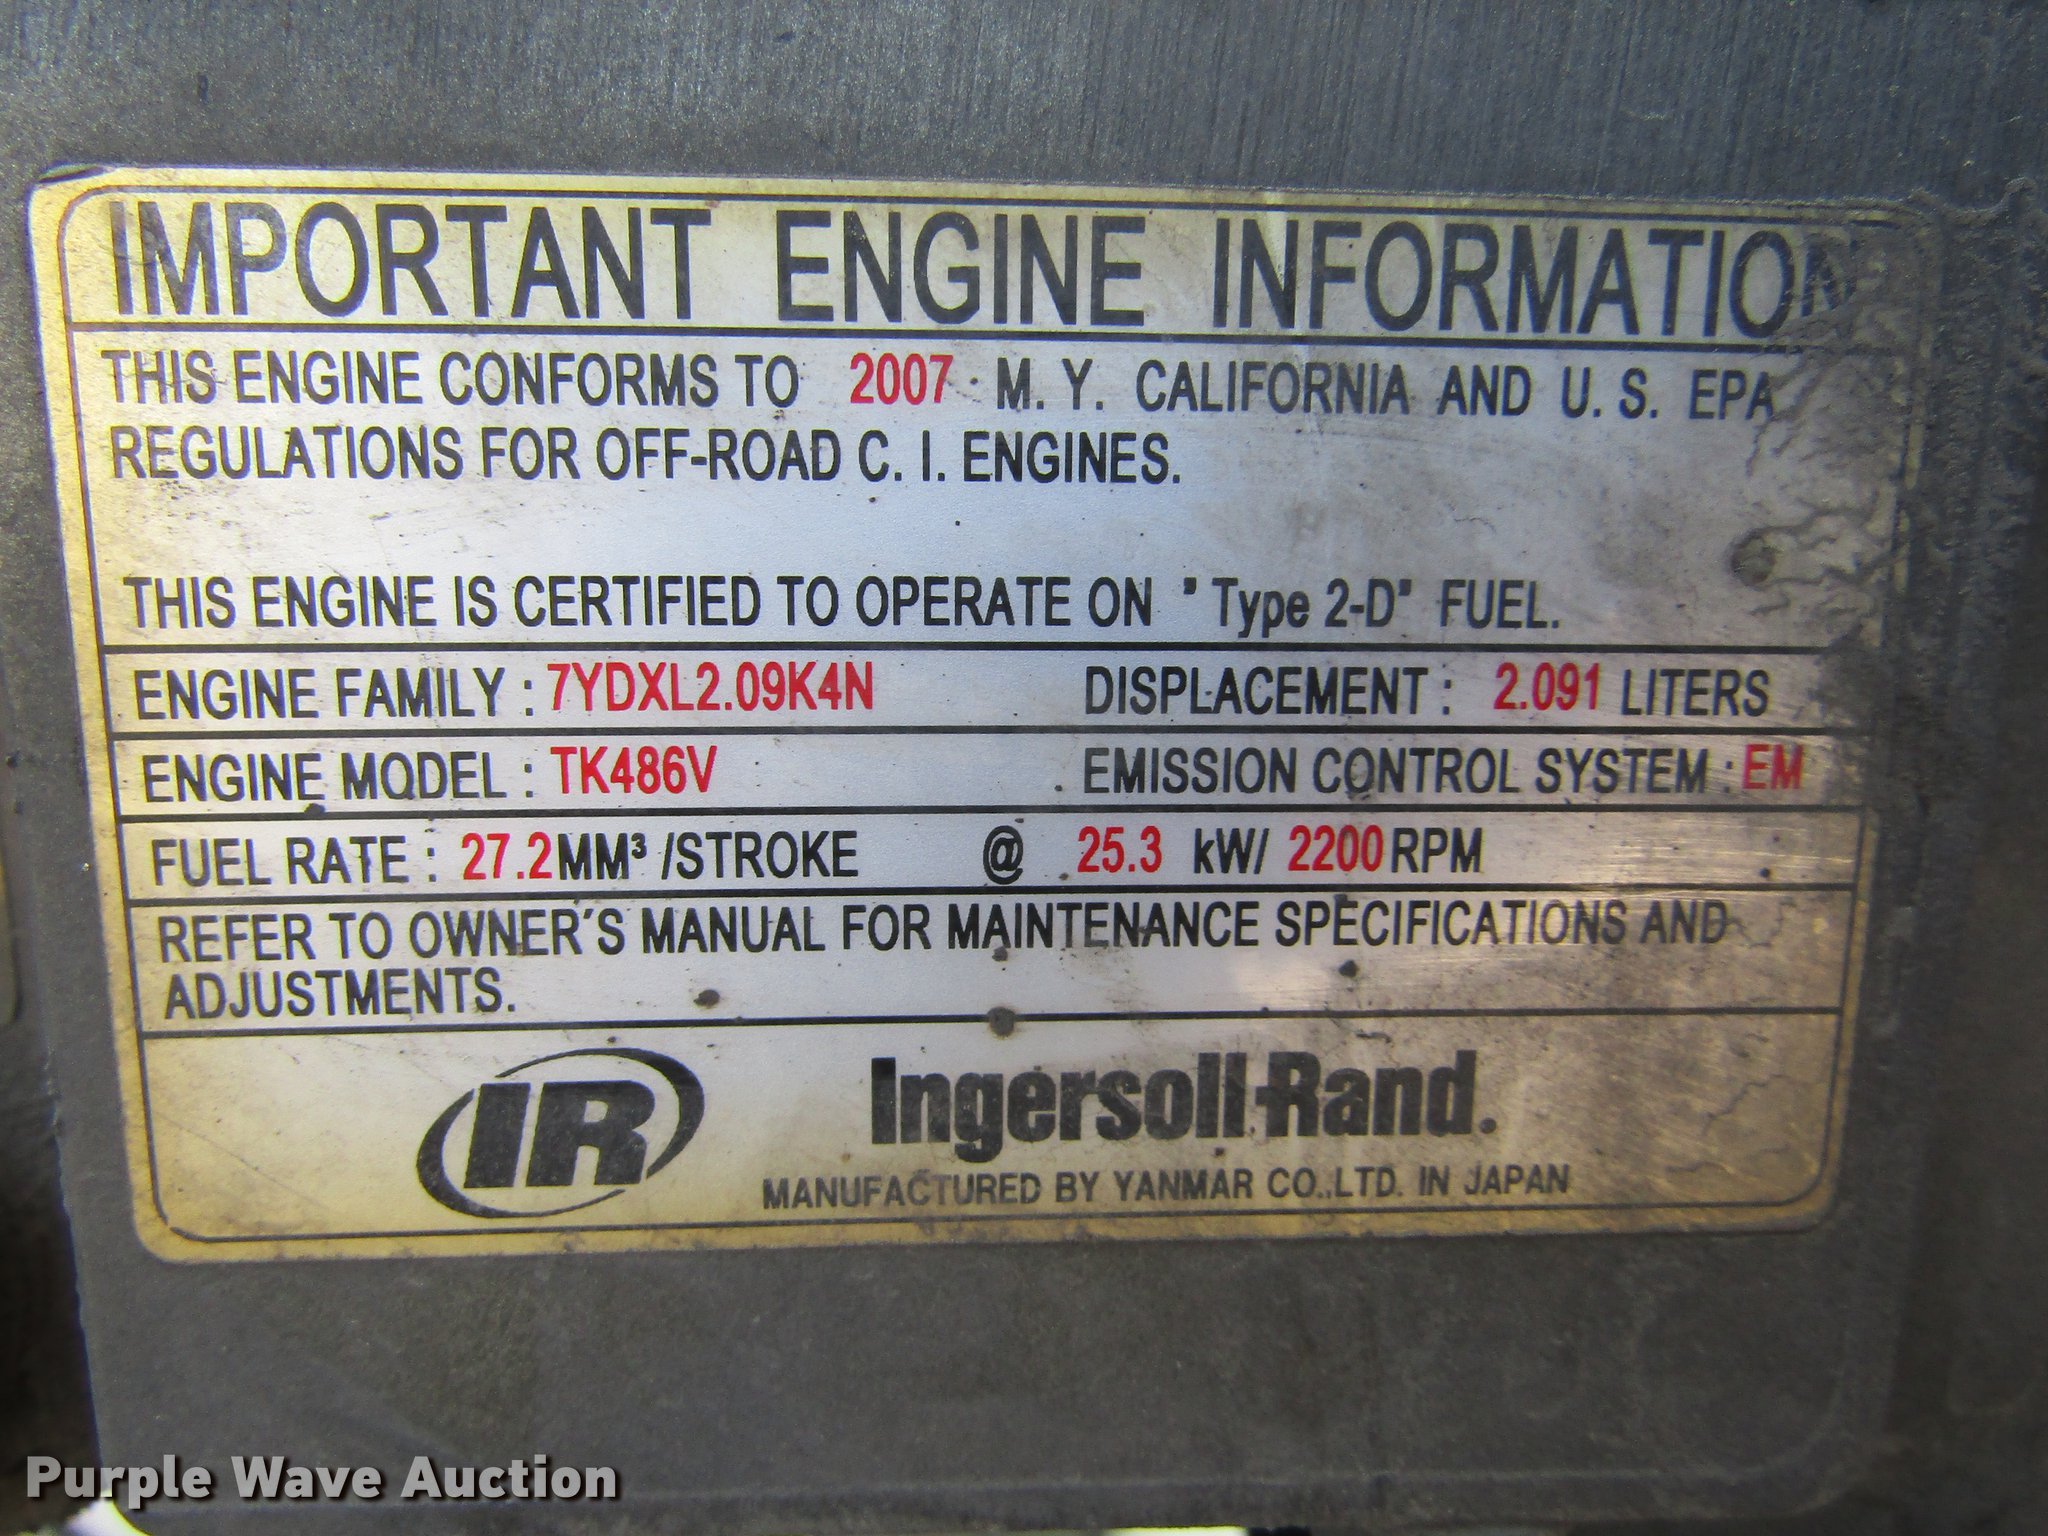 IMPORTANT ENGINE INFORMATION
THIS ENGINE CONFORMS TO 2007 M. Y. CALIFORNIA AND U. S. EPA
REGULATIONS FOR OFF-ROAD C. I. ENGINES.
THIS ENGINE IS CERTIFIED TO OPERATE ON "Type 2-D" FUEL.
ENGINE FAMILY : 7YDXL2.09K4N DISPLACEMENT : 2.091 LITERS
ENGINE MODEL : TK486V EMISSION CONTROL SYSTEM : EM
FUEL RATE : 27.2 MM³ /STROKE @ 25.3 kW/ 2200 RPM
REFER TO OWNER'S MANUAL FOR MAINTENANCE SPECIFICATIONS AND
ADJUSTMENTS.
IR Ingersoll-Rand.
MANUFACTURED BY YANMAR CO.,LTD. IN JAPAN
Purple Wave Auction